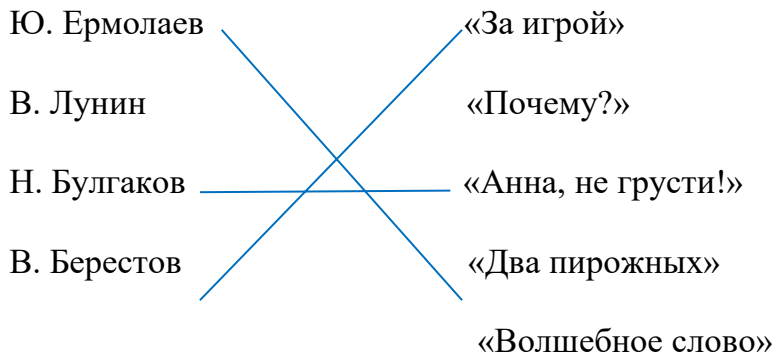 Ю. Ермолаев «За игрой»
В. Лунин «Почему?»
Н. Булгаков «Анна, не грусти!»
В. Берестов «Два пирожных»
«Волшебное слово»